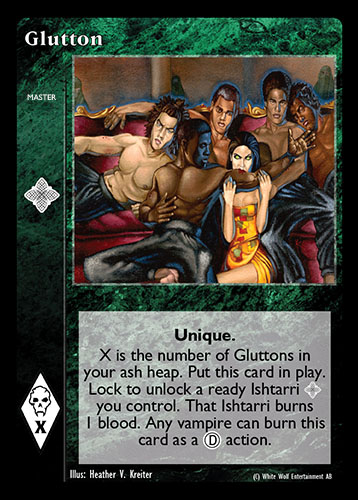 Glutton
MASTER
Unique.
X is the number of Gluttons in
your ash heap. Put this card in play.
Lock to unlock a ready Ishtarri
you control. That Ishtarri burns
1 blood. Any vampire can burn this
card as a D action.
X
Illus: Heather V. Kreiter
(C) White Wolf Entertainment AB